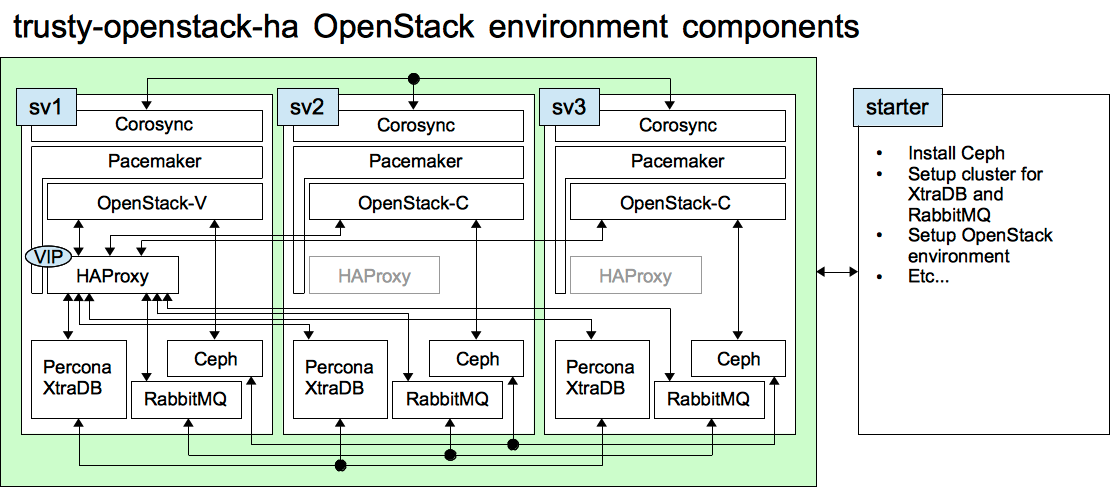 trusty-openstack-ha OpenStack environment components
sv1
Corosync
Pacemaker
OpenStack-V
VIP
HAProxy
Percona
XtraDB
Ceph
RabbitMQ
sv2
Corosync
Pacemaker
OpenStack-C
HAProxy
Percona
XtraDB
Ceph
RabbitMQ
sv3
Corosync
Pacemaker
OpenStack-C
HAProxy
Percona
XtraDB
Ceph
RabbitMQ
starter
• Install Ceph
• Setup cluster for
XtraDB and
RabbitMQ
• Setup OpenStack
environment
• Etc...